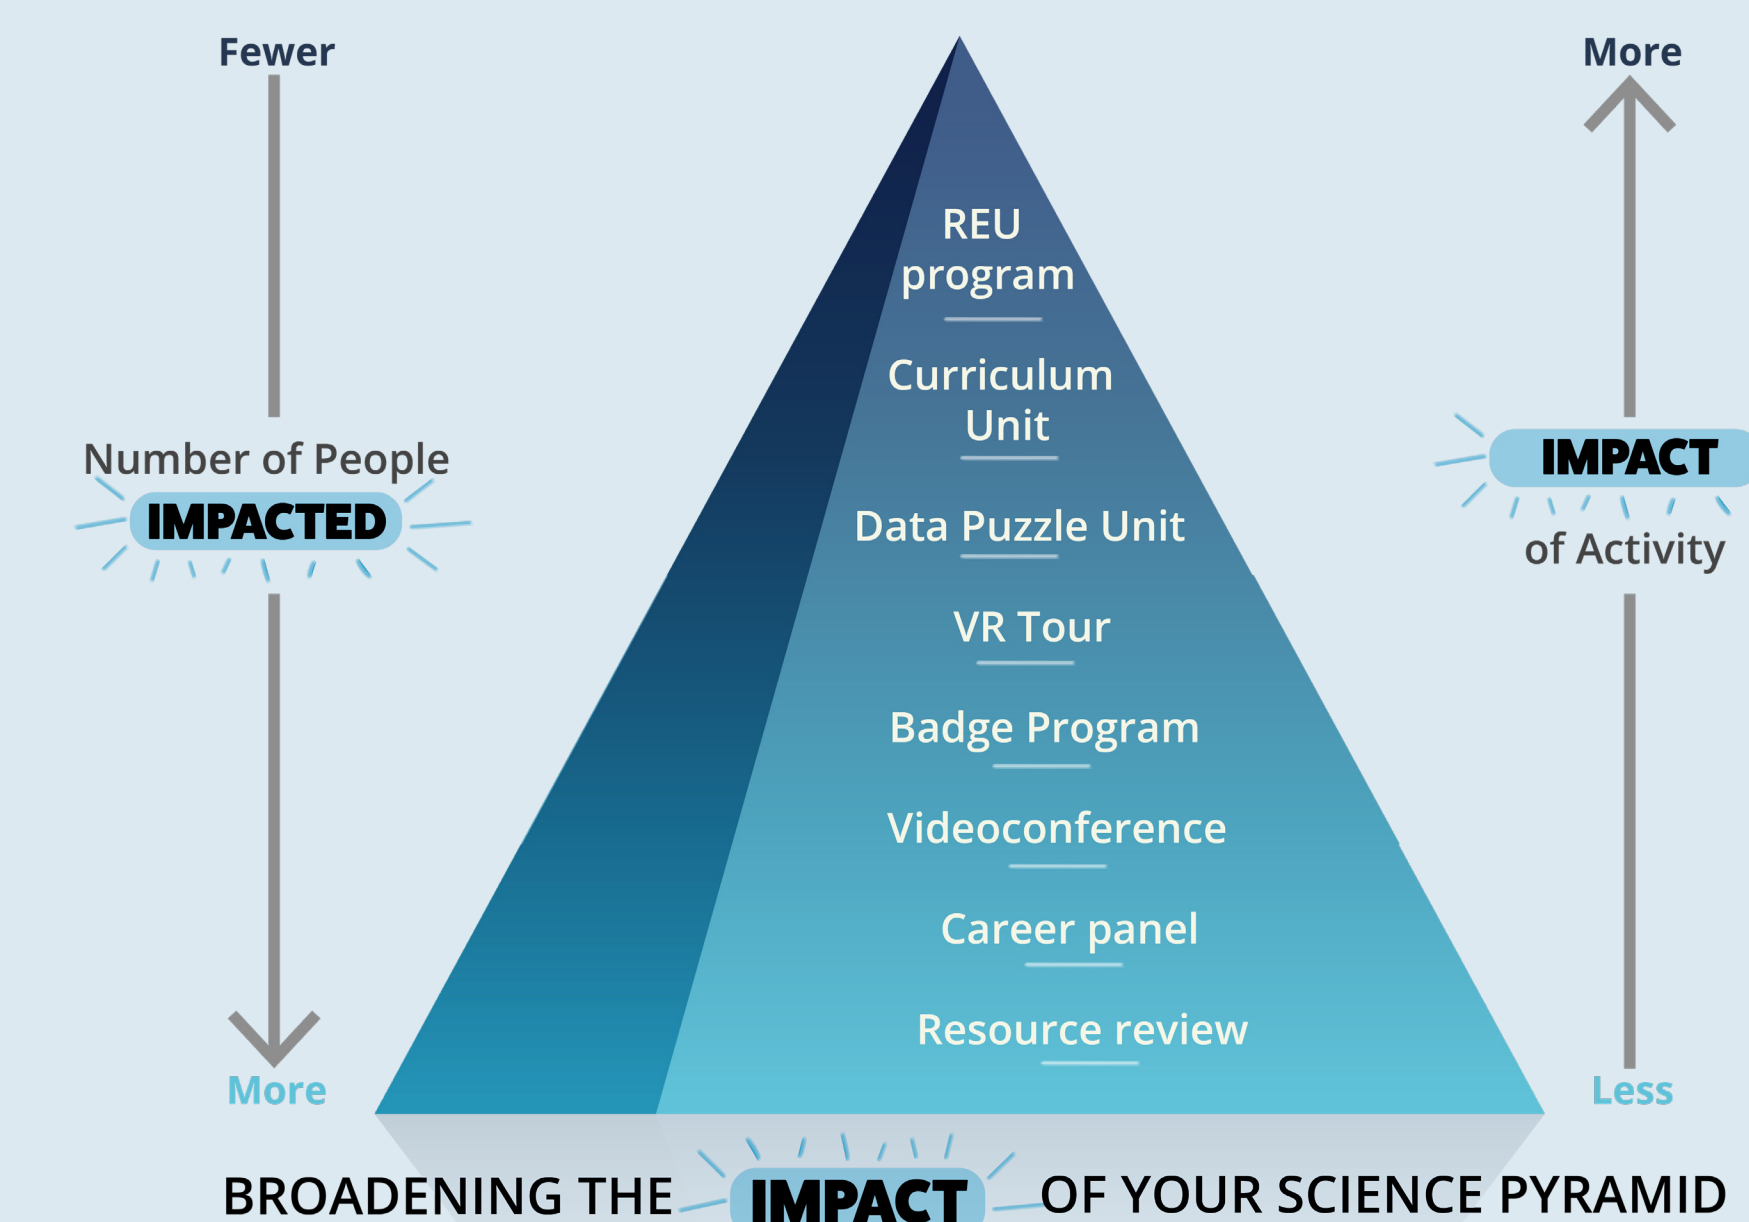 Fewer
More
REU
program
Curriculum
Unit
Number of People
IMPACTED
IMPACT
of Activity
Data Puzzle Unit
VR Tour
Badge Program
Videoconference
Career panel
Resource review
More
Less
BROADENING THE IMPACT OF YOUR SCIENCE PYRAMID